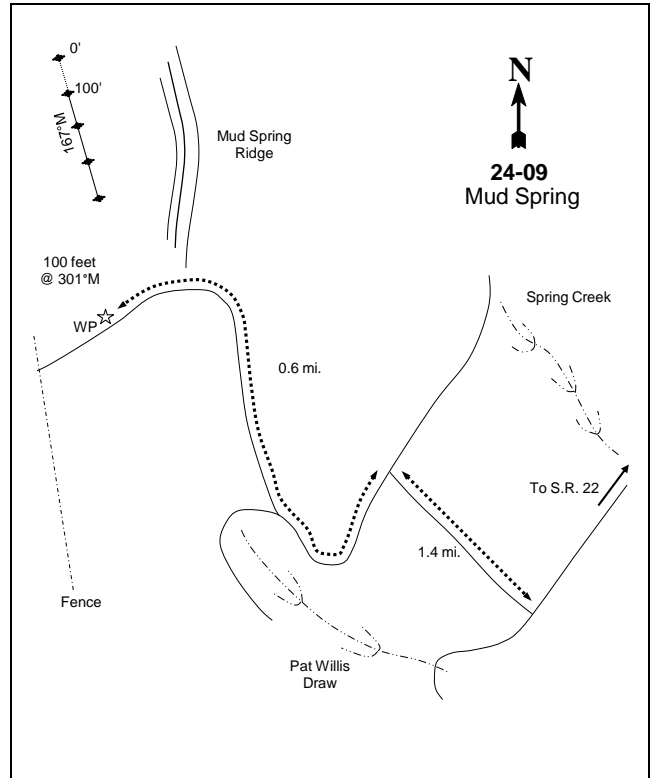 0'
100'
167°M
Mud Spring
Ridge
N
24-09
Mud Spring
100 feet
@ 301°M
WP
Spring Creek
0.6 mi.
To S.R. 22
1.4 mi.
Fence
Pat Willis
Draw